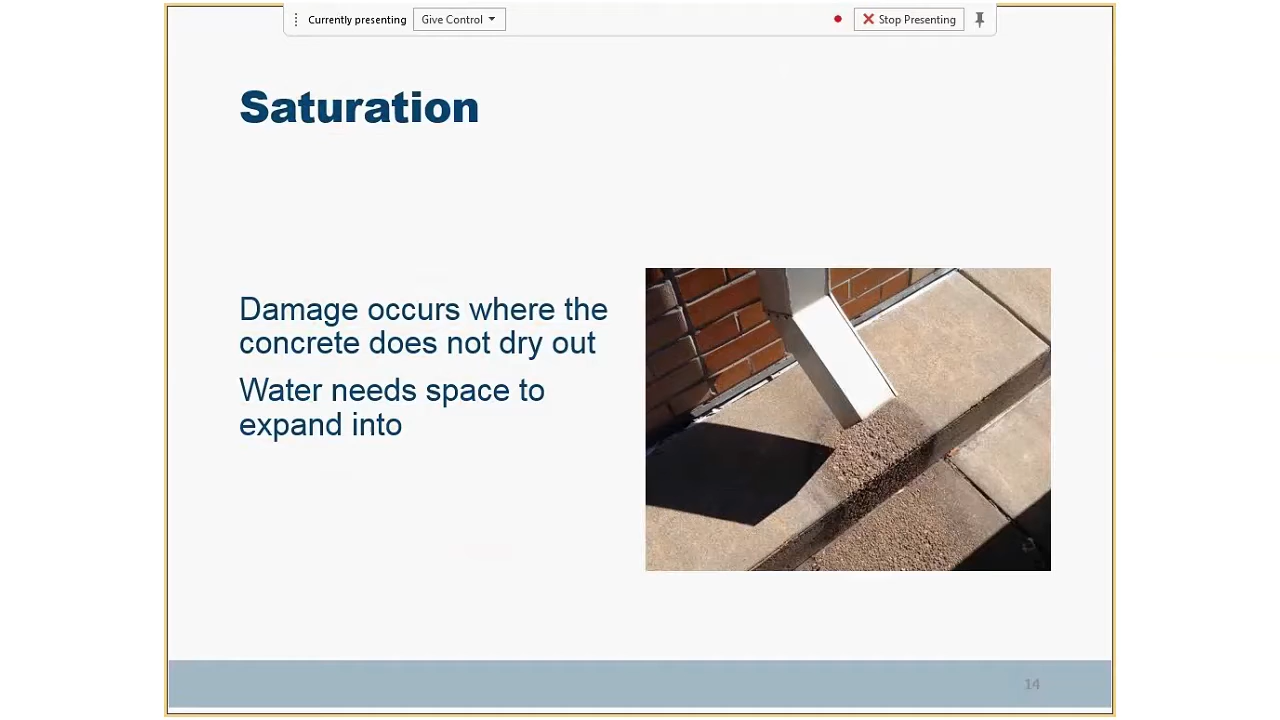 Currently presenting
Give Control
Stop Presenting
Saturation
Damage occurs where the
concrete does not dry out
Water needs space to
expand into
14